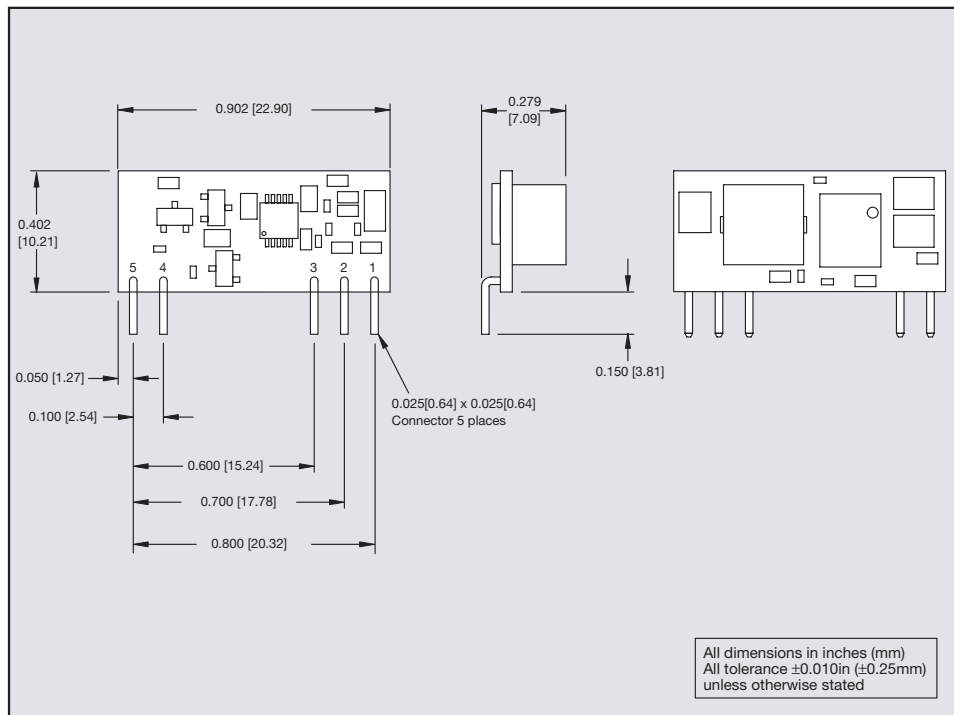 0.902 [22.90]
0.279
[7.09]
0.402
[10.21]
5 4 3 2 1
0.050 [1.27]
0.100 [2.54]
0.150 [3.81]
0.025[0.64] x 0.025[0.64]
Connector 5 places
0.600 [15.24]
0.700 [17.78]
0.800 [20.32]
All dimensions in inches (mm)
All tolerance ±0.010in (±0.25mm)
unless otherwise stated